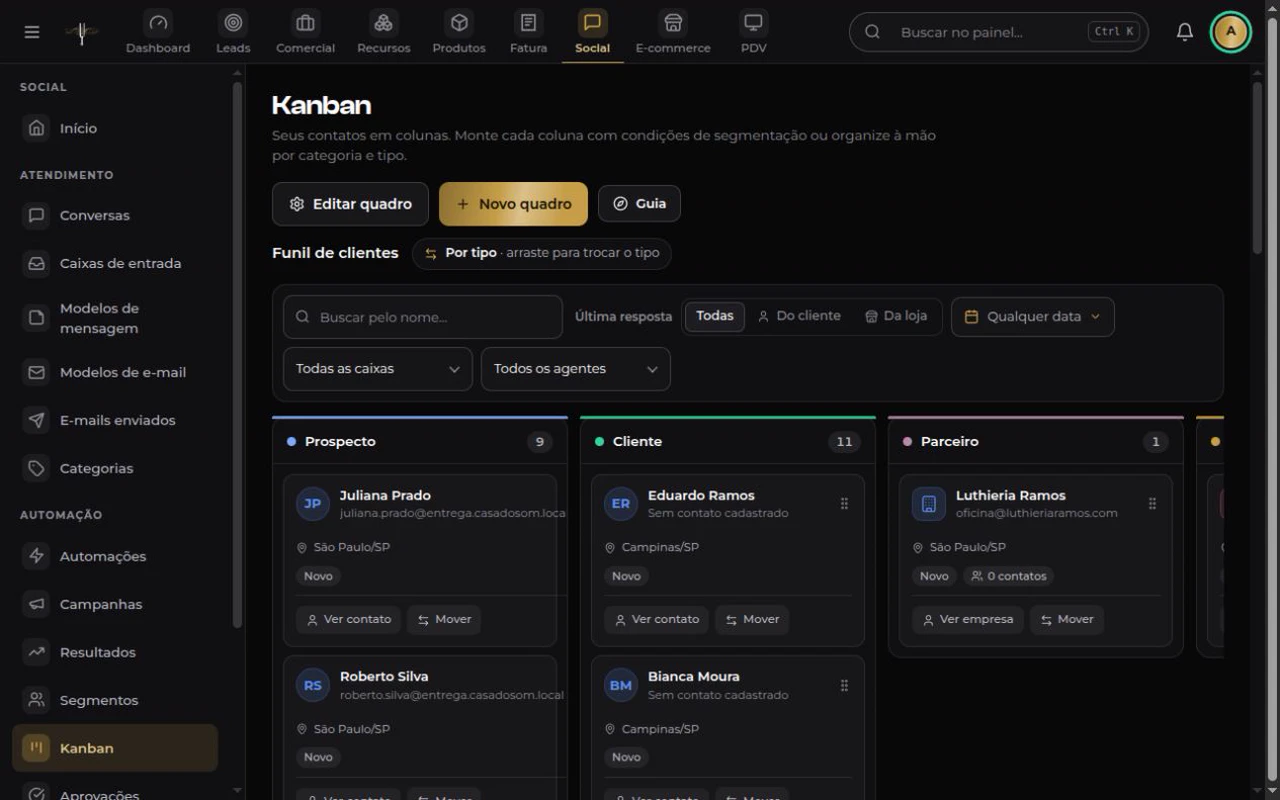 Dashboard
Leads
Comercial
Recursos
Produtos
Fatura
Social
E-commerce
PDV
Buscar no painel...
Ctrl K
A
SOCIAL
Início
ATENDIMENTO
Conversas
Caixas de entrada
Modelos de
mensagem
Modelos de e-mail
E-mails enviados
Categorias
AUTOMAÇÃO
Automações
Campanhas
Resultados
Segmentos
Kanban
Aprovações
Kanban
Seus contatos em colunas. Monte cada coluna com condições de segmentação ou organize à mão
por categoria e tipo.
Editar quadro
Novo quadro
Guia
Funil de clientes
Por tipo · arraste para trocar o tipo
Buscar pelo nome...
Última resposta
Todas
Do cliente
Da loja
Qualquer data
Todas as caixas
Todos os agentes
Prospecto
9
JP
Juliana Prado
juliana.prado@entrega.casadosom.loca
São Paulo/SP
Novo
Ver contato
Mover
RS
Roberto Silva
roberto.silva@entrega.casadosom.local
São Paulo/SP
Novo
Ver contato
Mover
Cliente
11
ER
Eduardo Ramos
Sem contato cadastrado
Campinas/SP
Novo
Ver contato
Mover
BM
Bianca Moura
Sem contato cadastrado
Campinas/SP
Novo
Ver contato
Mover
Parceiro
1
Luthieria Ramos
oficina@luthieriaramos.com
São Paulo/SP
Novo
0 contatos
Ver empresa
Mover